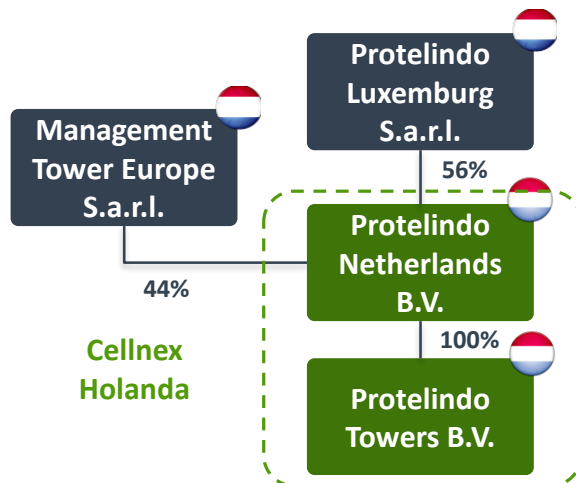 Protelindo
Luxemburg
S.a.r.l.
Management
Tower Europe
S.a.r.l.
56%
Protelindo
Netherlands
B.V.
44%
100%
Cellnex
Holanda
Protelindo
Towers B.V.